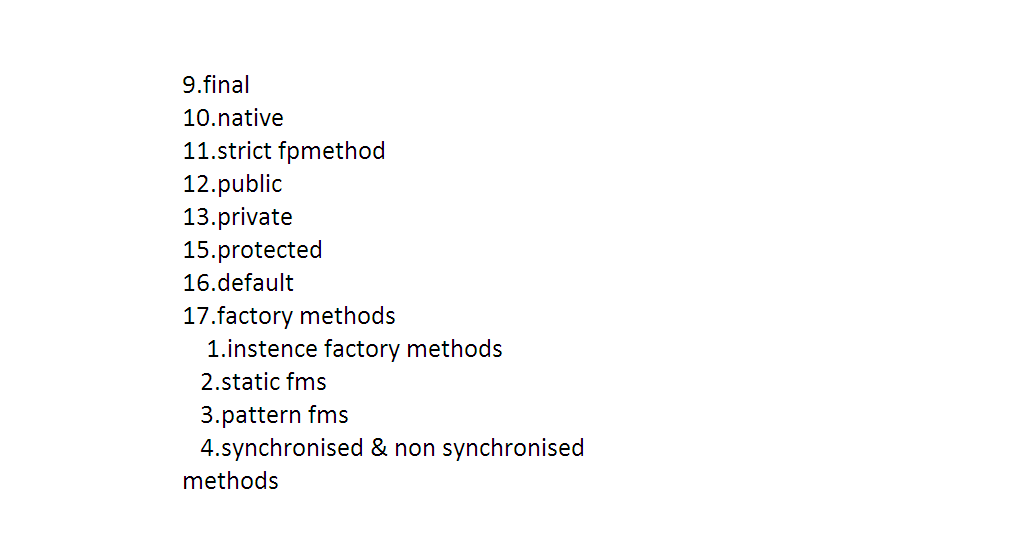 9.final
10.native
11.strict fpmethod
12.public
13.private
15.protected
16.default
17.factory methods
1.instence factory methods
2.static fms
3.pattern fms
4.synchronised & non synchronised
methods